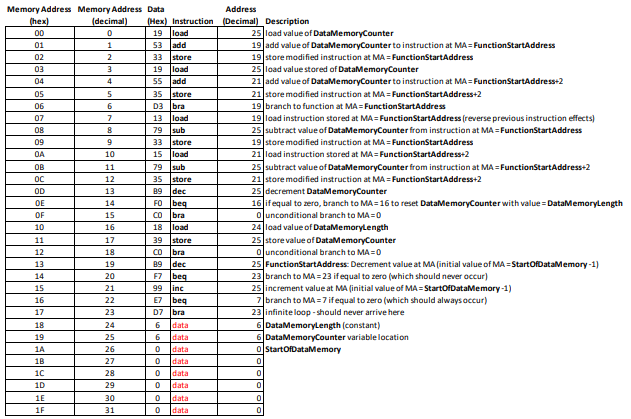 Memory Address Memory Address Data Address
(hex) (decimal) (Hex) Instruction (Decimal) Description
00 0 19 load 25 load value of DataMemoryCounter
01 1 53 add 19 add value of DataMemoryCounter to instruction at MA = FunctionStartAddress
02 2 33 store 19 store modified instruction at MA = FunctionStartAddress
03 3 19 load 25 load value stored of DataMemoryCounter
04 4 55 add 21 add value of DataMemoryCounter to instruction at MA = FunctionStartAddress+2
05 5 35 store 21 store modified instruction at MA = FunctionStartAddress+2
06 6 D3 bra 19 branch to function at MA = FunctionStartAddress
07 7 13 load 19 load instruction stored at MA = FunctionStartAddress (reverse previous instruction effects)
08 8 79 sub 25 subtract value of DataMemoryCounter from instruction at MA = FunctionStartAddress
09 9 33 store 19 store modified instruction at MA = FunctionStartAddress
0A 10 15 load 21 load instruction stored at MA = FunctionStartAddress+2
0B 11 79 sub 25 subtract value of DataMemoryCounter from instruction at MA = FunctionStartAddress+2
0C 12 35 store 21 store modified instruction at MA = FunctionStartAddress+2
0D 13 B9 dec 25 decrement DataMemoryCounter
0E 14 F0 beq 16 if equal to zero, branch to MA = 16 to reset DataMemoryCounter with value = DataMemoryLength
0F 15 C0 bra 0 unconditional branch to MA = 0
10 16 18 load 24 load value of DataMemoryLength
11 17 39 store 25 store value of DataMemoryCounter
12 18 C0 bra 0 unconditional branch to MA = 0
13 19 B9 dec 25 FunctionStartAddress: Decrement value at MA (initial value of MA = StartOfDataMemory -1)
14 20 F7 beq 23 branch to MA = 23 if equal to zero (which should never occur)
15 21 99 inc 25 increment value at MA (initial value of MA = StartOfDataMemory -1)
16 22 E7 beq 7 branch to MA = 7 if equal to zero (which should always occur)
17 23 D7 bra 23 infinite loop - should never arrive here
18 24 6 data 6 DataMemoryLength (constant)
19 25 6 data 6 DataMemoryCounter variable location
1A 26 0 data 0 StartOfDataMemory
1B 27 0 data 0
1C 28 0 data 0
1D 29 0 data 0
1E 30 0 data 0
1F 31 0 data 0